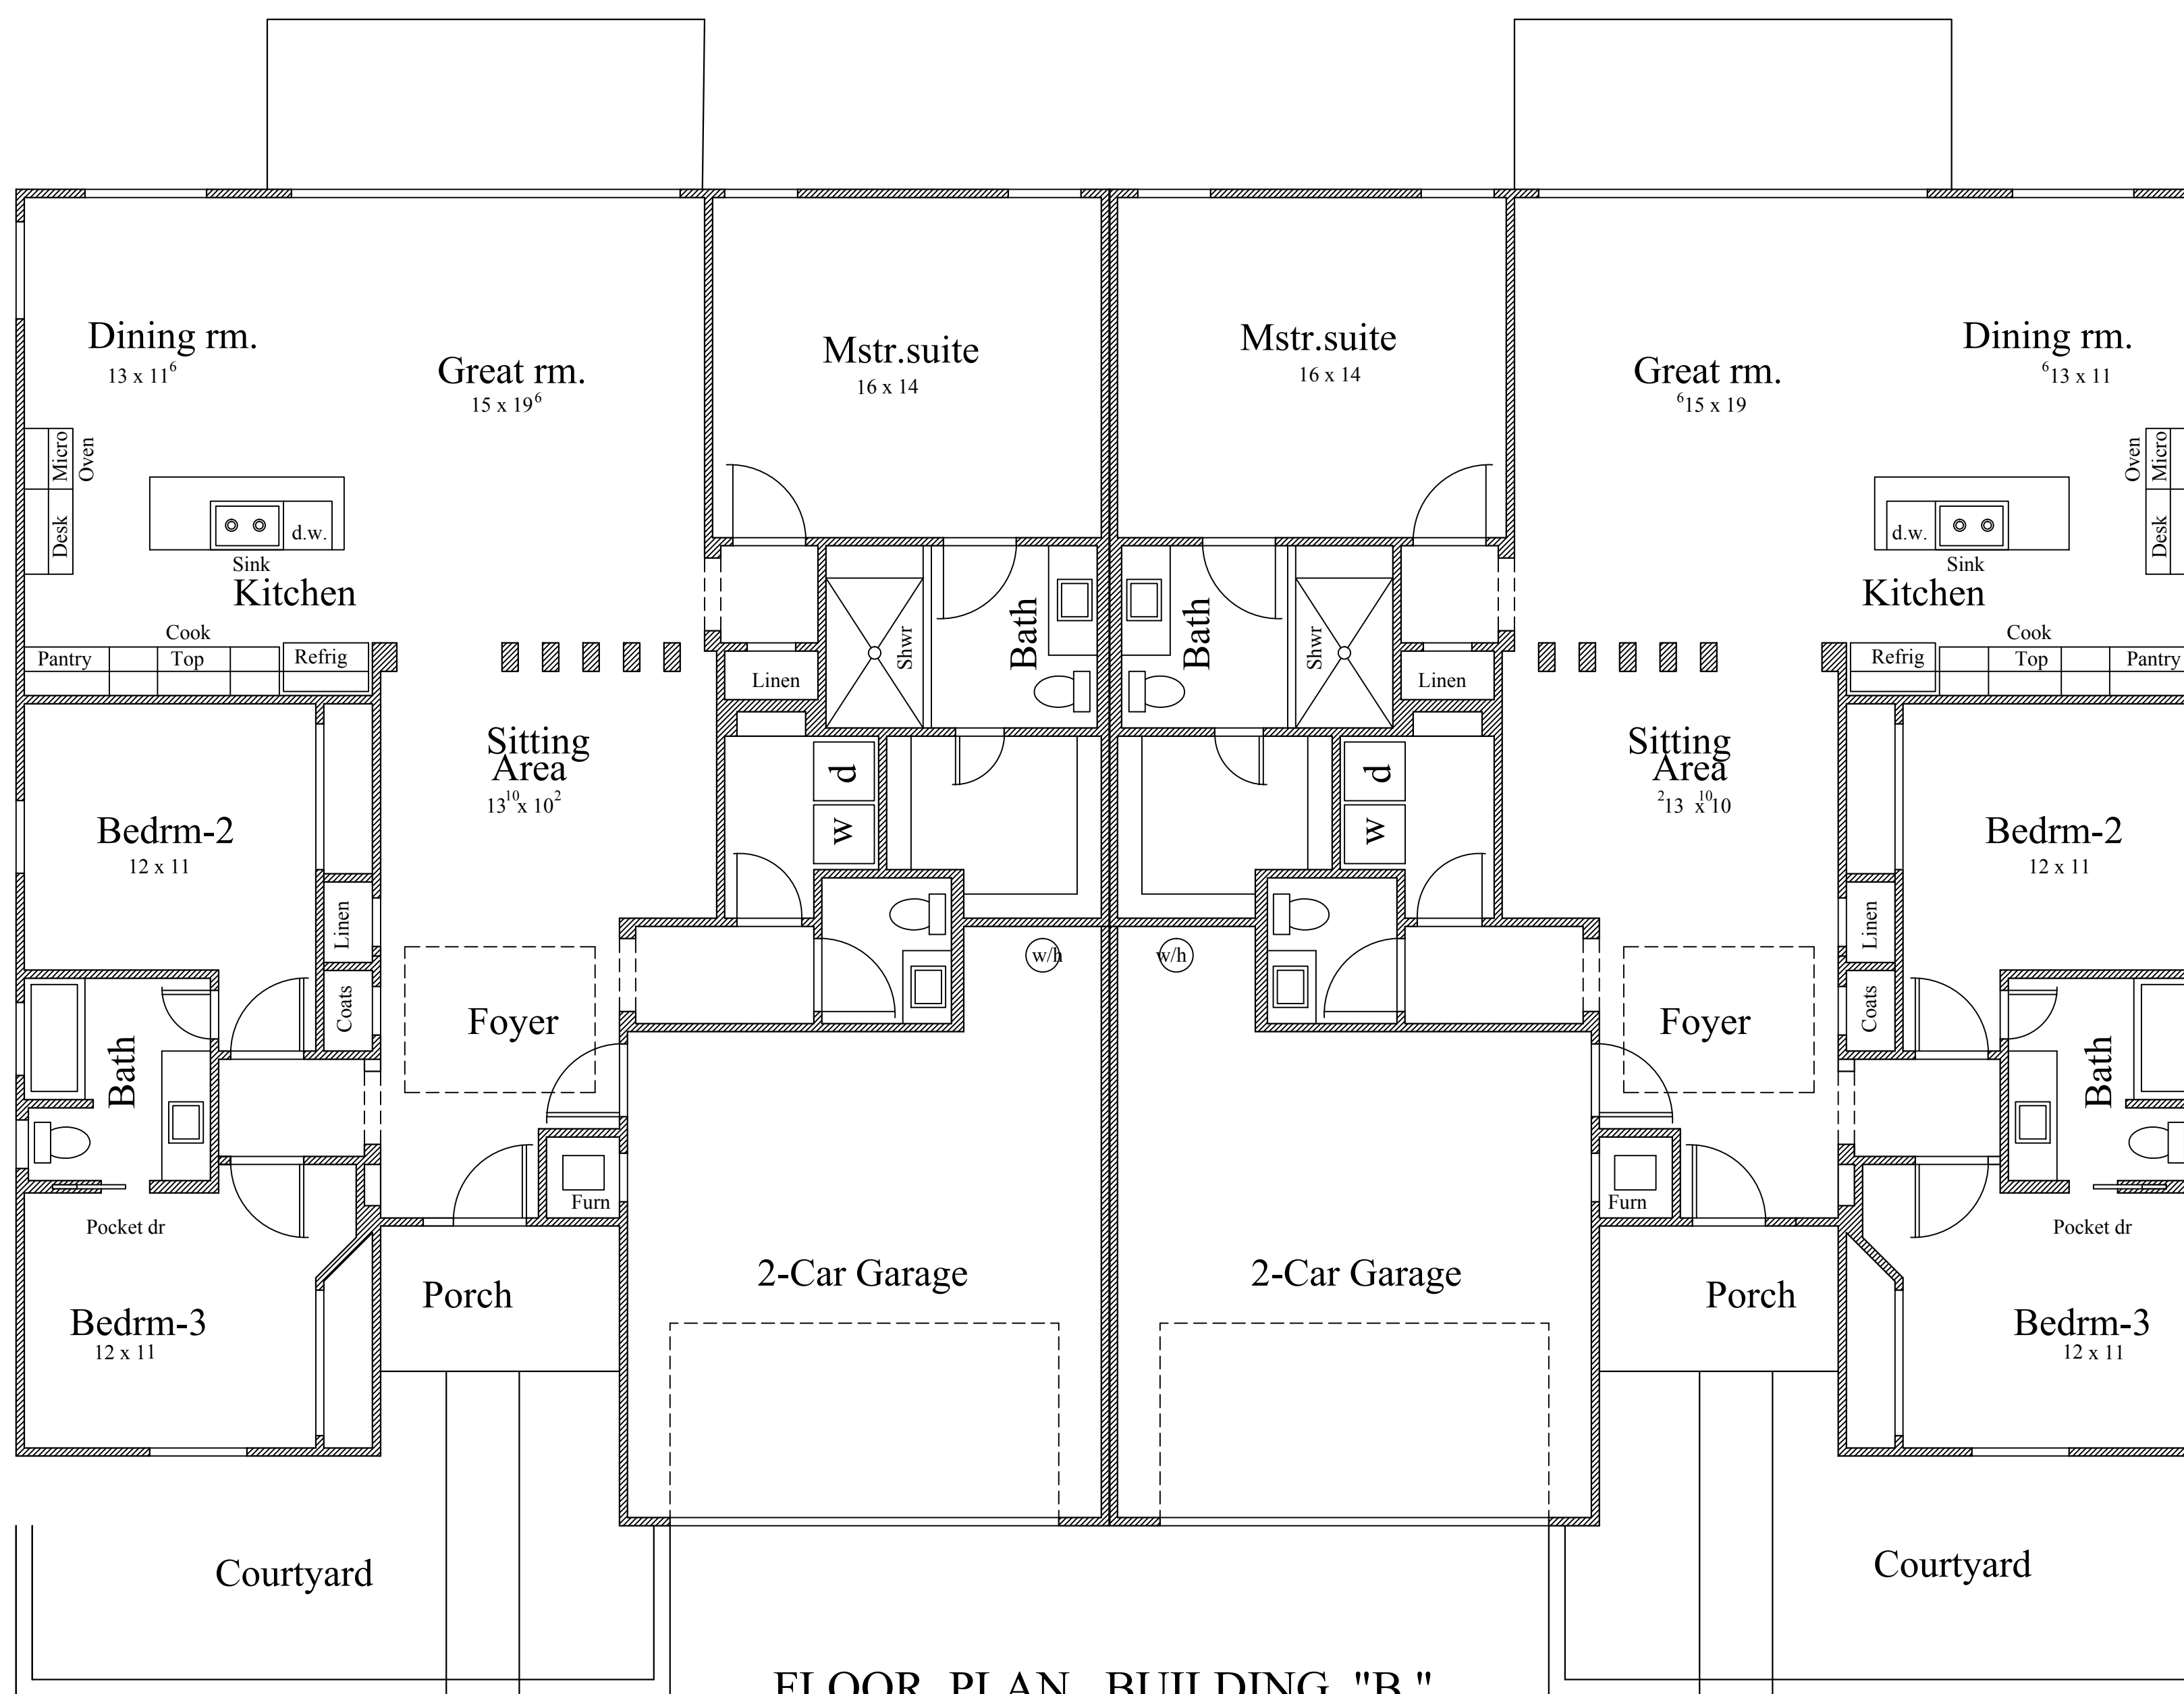 Dining rm.
13 x 11⁶
Great rm.
15 x 19⁶
Mstr.suite
16 x 14
Mstr.suite
16 x 14
Great rm.
⁶15 x 19
Dining rm.
⁶13 x 11
Micro
Oven
Desk
d.w.
Sink
Kitchen
Cook
Pantry
Top
Refrig
Linen
Shwr
Bath
Bath
Shwr
Linen
Oven
Micro
Desk
d.w.
Sink
Kitchen
Cook
Refrig
Top
Pantry
Sitting
Area
13¹⁰x 10²
d
w
d
w
Sitting
Area
²13 x¹⁰10
Bedrm-2
12 x 11
Bedrm-2
12 x 11
Linen
Coats
Foyer
w/h
w/h
Foyer
Linen
Coats
Bath
Bath
Furn
Furn
Pocket dr
Pocket dr
Bedrm-3
12 x 11
Porch
2-Car Garage
2-Car Garage
Porch
Bedrm-3
12 x 11
Courtyard
Courtyard
FLOOR PLAN BUILDING "B "